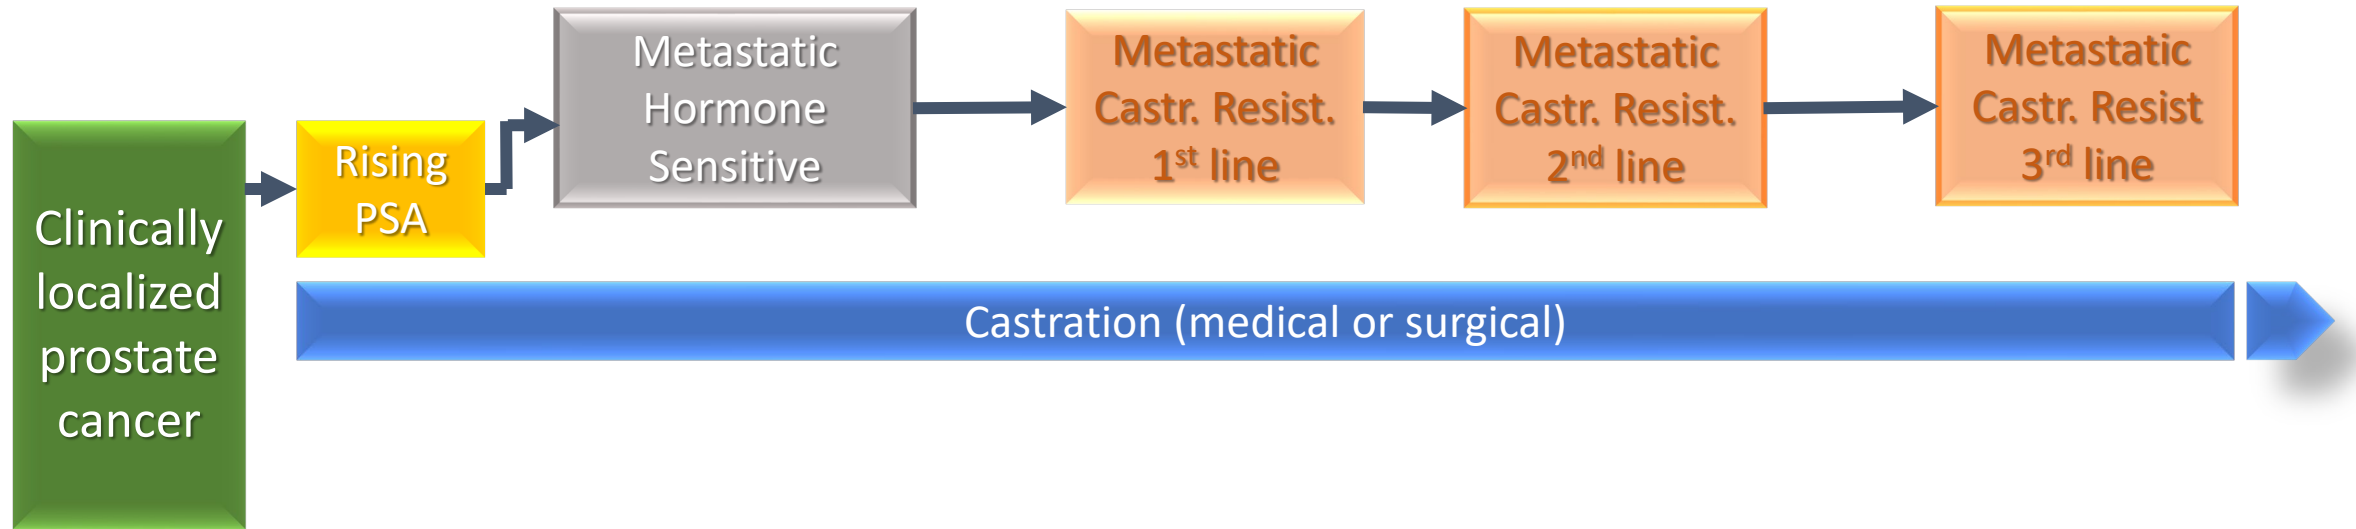 Clinically
localized
prostate
cancer
Rising
PSA
Metastatic
Hormone
Sensitive
Metastatic
Castr. Resist.
1st line
Metastatic
Castr. Resist.
2nd line
Metastatic
Castr. Resist
3rd line
Castration (medical or surgical)